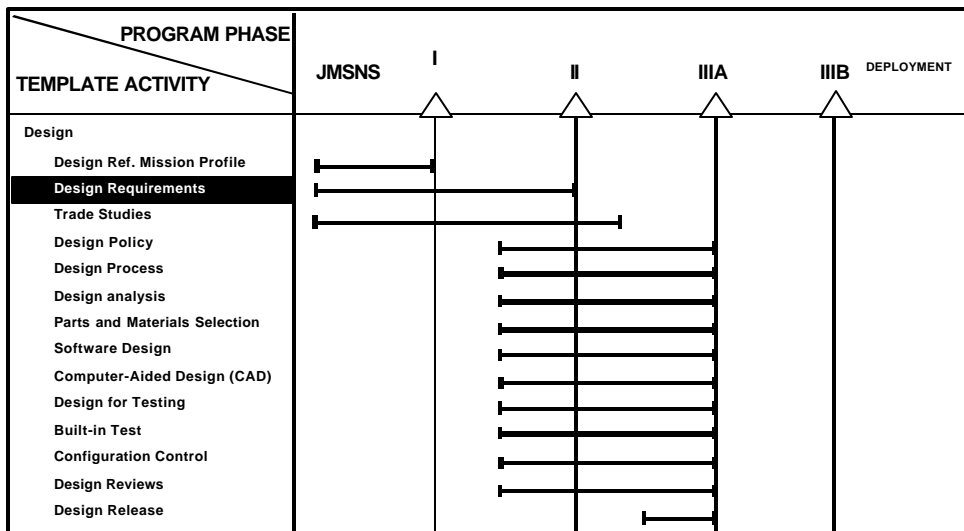 PROGRAM PHASE
TEMPLATE ACTIVITY
JMSNS
I
II
IIIA
IIIB
DEPLOYMENT
Design
Design Ref. Mission Profile
Design Requirements
Trade Studies
Design Policy
Design Process
Design analysis
Parts and Materials Selection
Software Design
Computer-Aided Design (CAD)
Design for Testing
Built-in Test
Configuration Control
Design Reviews
Design Release